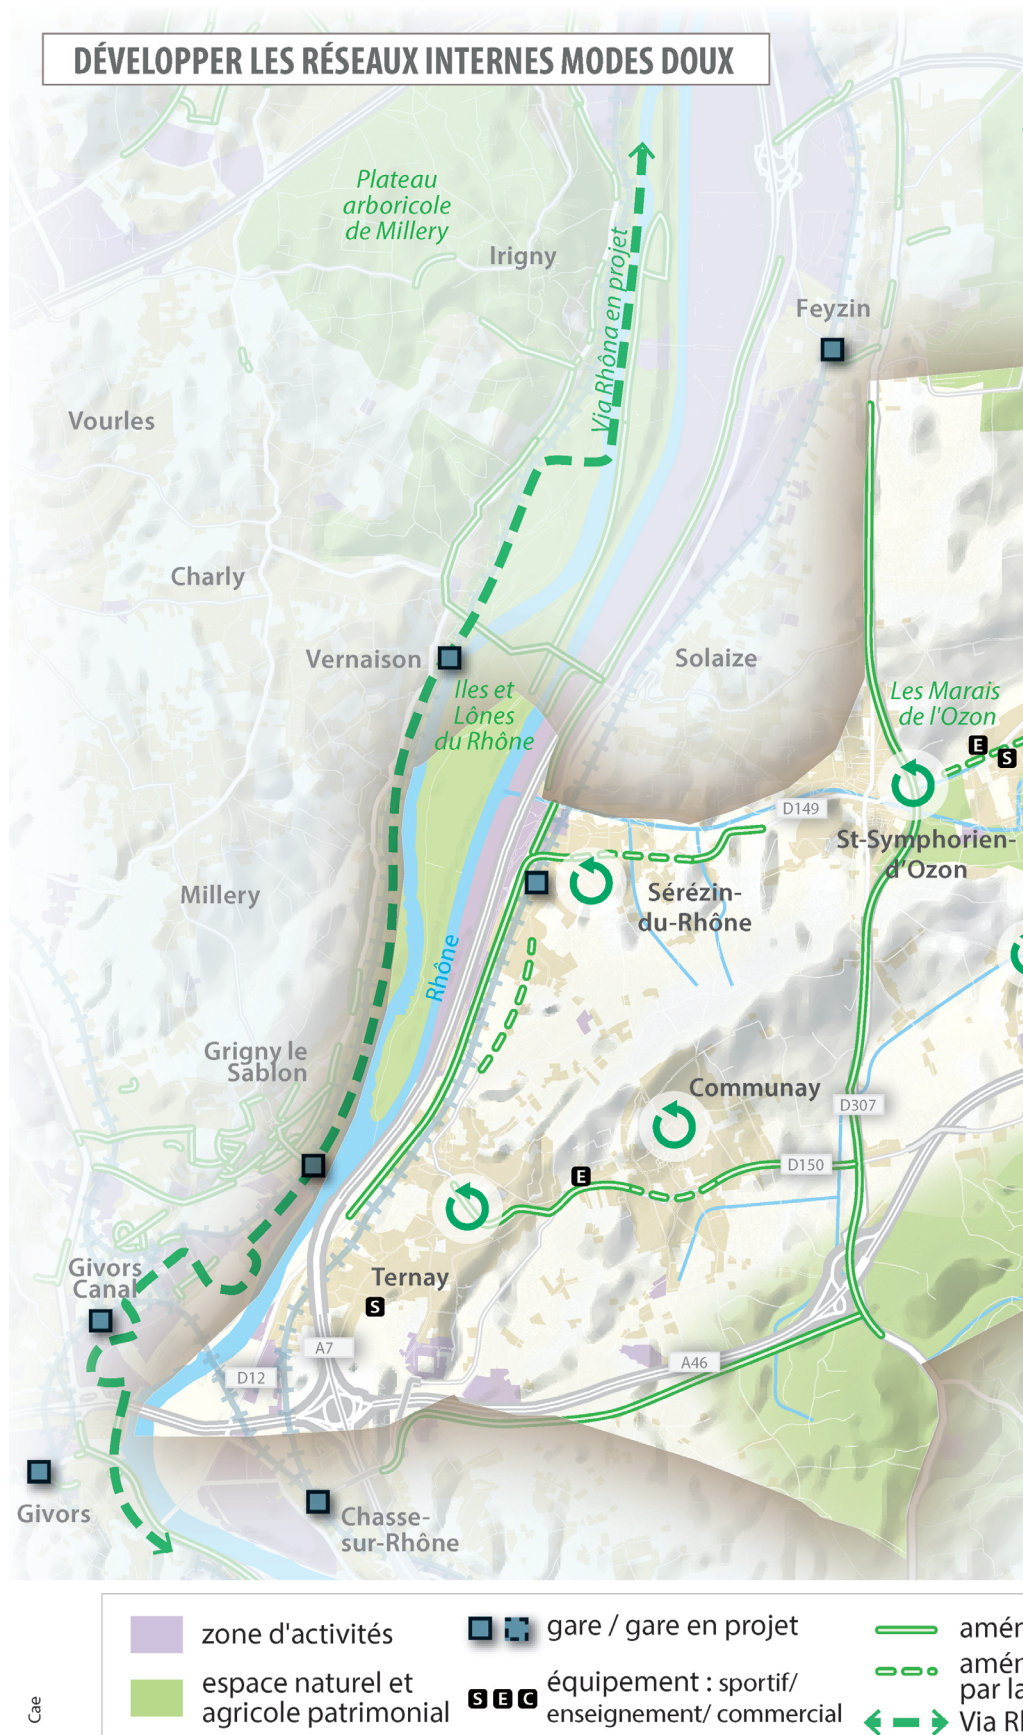 DÉVELOPPER LES RÉSEAUX INTERNES MODES DOUX
Plateau
arboricole
de Millery
Irigny
Via Rhôna en projet
Feyzin
Vourles
Charly
Vernaison
Solaize
Iles et
Lônes
du Rhône
Les Marais
de l'Ozon
E
S
D149
St-Symphorien-
d'Ozon
Sérézin-
du-Rhône
Millery
Rhône
Grigny le
Sablon
Communay
D307
D150
E
Givors
Canal
Ternay
S
A7
A46
D12
Givors
Chasse-
sur-Rhône
zone d'activités
gare / gare en projet
amén
espace naturel et
agricole patrimonial
S E C
équipement : sportif/
enseignement/ commercial
amén
par la
Via Rh
Cae